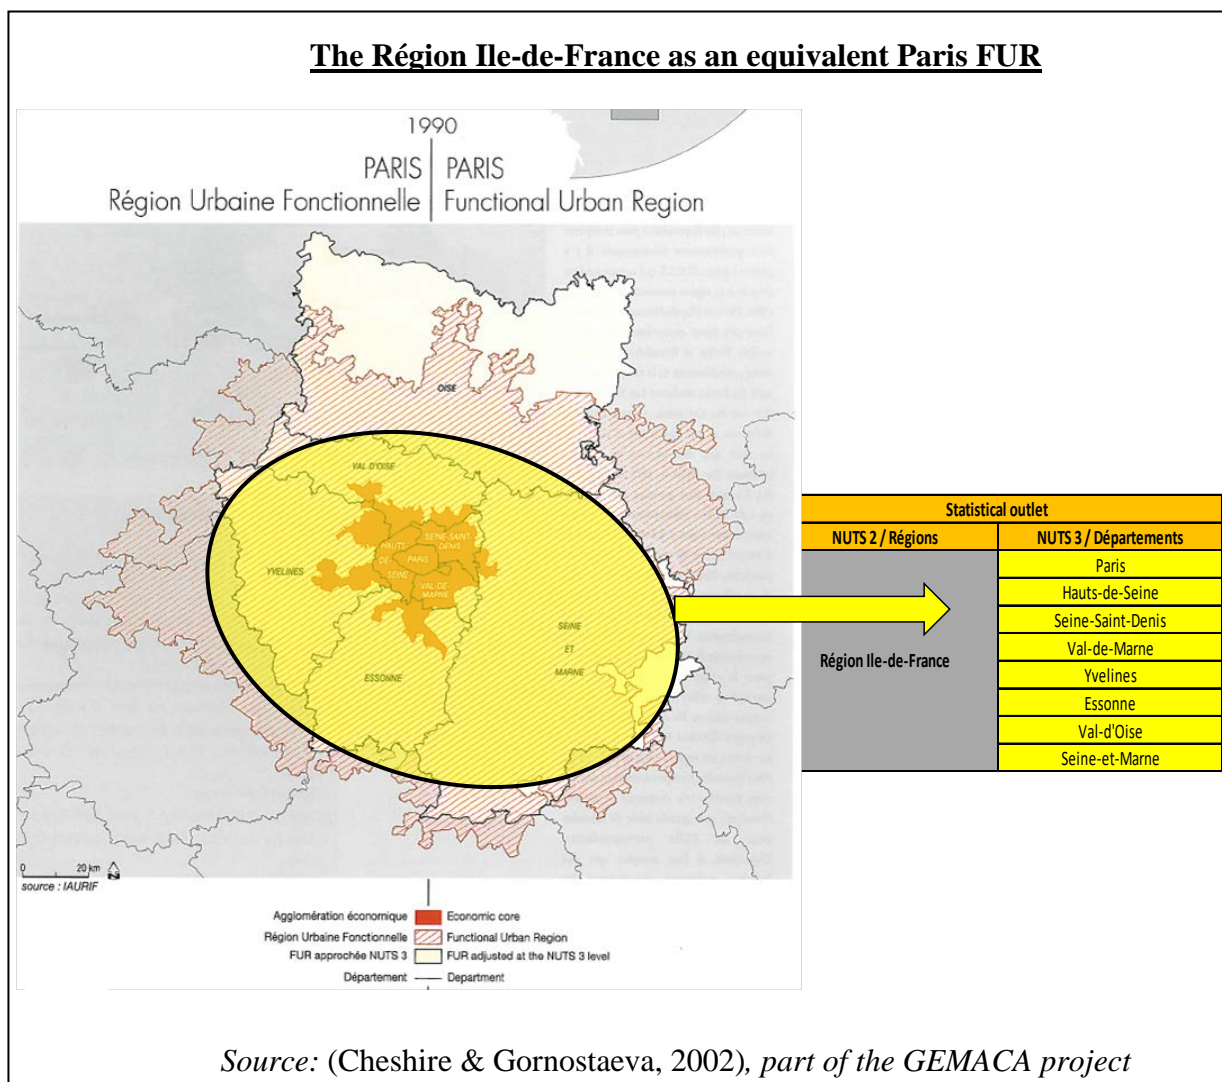 The Région Ile-de-France as an equivalent Paris FUR
1990
PARIS PARIS
Région Urbaine Fonctionnelle Functional Urban Region
OISE
VAL D'OISE
SEINE-SAINT-
DENIS
HAUTS-
DE-
SEINE
PARIS
VAL-DE-
MARNE
YVELINES
SEINE
ET
MARNE
ESSONNE
Statistical outlet
NUTS 2 / Régions NUTS 3 / Départements
Région Ile-de-France
Paris
Hauts-de-Seine
Seine-Saint-Denis
Val-de-Marne
Yvelines
Essonne
Val-d'Oise
Seine-et-Marne
0 20 km
N
source : IAURIF
Agglomération économique Economic core
Région Urbaine Fonctionnelle Functional Urban Region
FUR approchée NUTS 3 FUR adjusted at the NUTS 3 level
Département Department
Source: (Cheshire & Gornostaeva, 2002), part of the GEMACA project